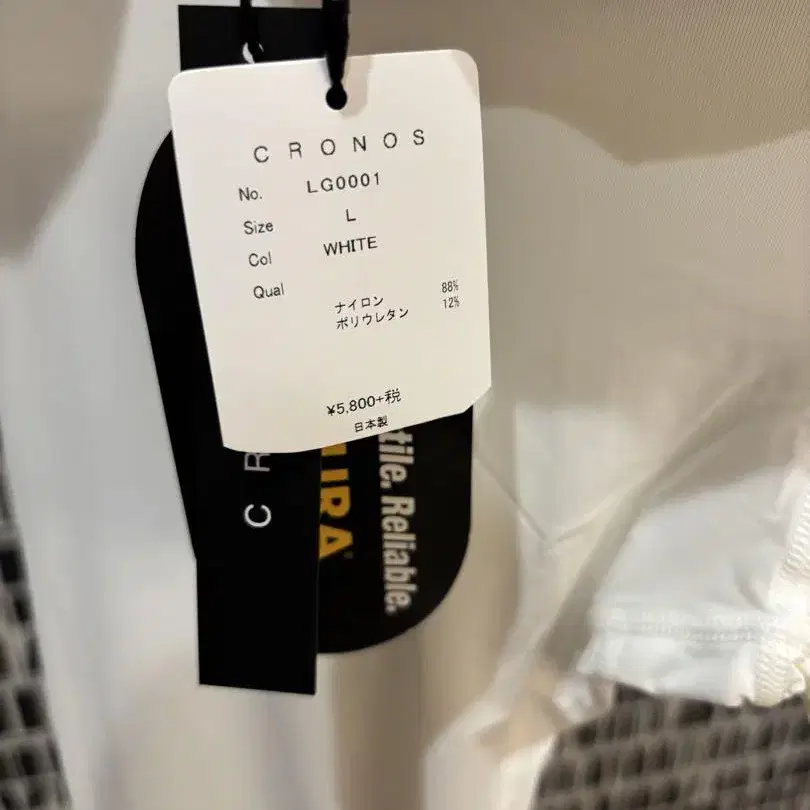 CRONOS
No. LG0001
Size L
Col WHITE
Qual
ナイロン 88%
ポリウレタン 12%
¥5,800+税
日本製
C R
Reliable.